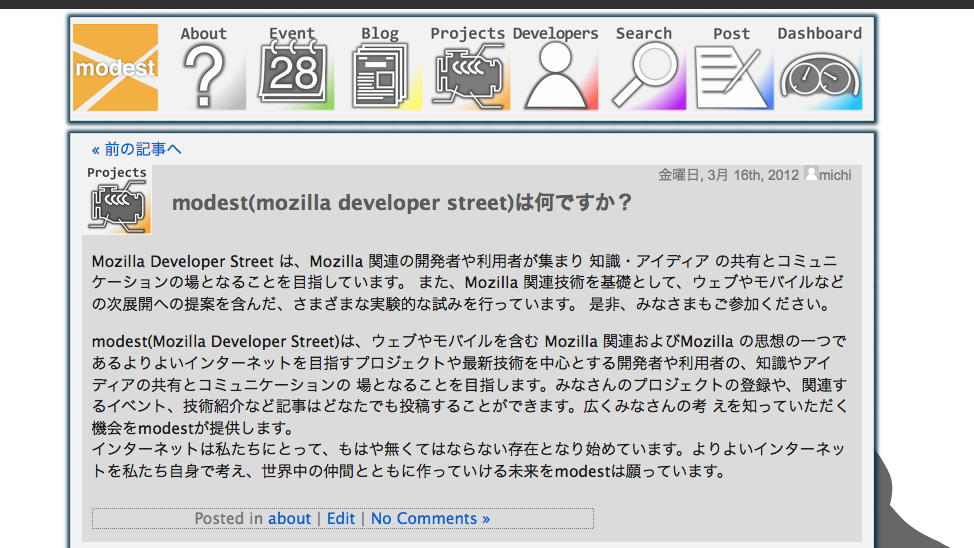 modest
About
Event
Blog
Projects
Developers
Search
Post
Dashboard
28
« 前の記事へ
Projects
金曜日, 3月 16th, 2012 michi
modest(mozilla developer street)は何ですか？
Mozilla Developer Street は、Mozilla 関連の開発者や利用者が集まり 知識・アイディア の共有とコミュニ
ケーションの場となることを目指しています。 また、Mozilla 関連技術を基礎として、ウェブやモバイルなど
の次展開への提案を含んだ、さまざまな実験的な試みを行っています。 是非、みなさまもご参加ください。
modest(Mozilla Developer Street)は、ウェブやモバイルを含む Mozilla 関連およびMozilla の思想の一つで
あるよりよいインターネットを目指すプロジェクトや最新技術を中心とする開発者や利用者の、知識やアイ
ディアの共有とコミュニケーションの 場となることを目指します。みなさんのプロジェクトの登録や、関連す
るイベント、技術紹介など記事はどなたでも投稿することができます。広くみなさんの考 えを知っていただく
機会をmodestが提供します。
インターネットは私たちにとって、もはや無くてはならない存在となり始めています。よりよいインターネッ
トを私たち自身で考え、世界中の仲間とともに作っていける未来をmodestは願っています。
Posted in about | Edit | No Comments »